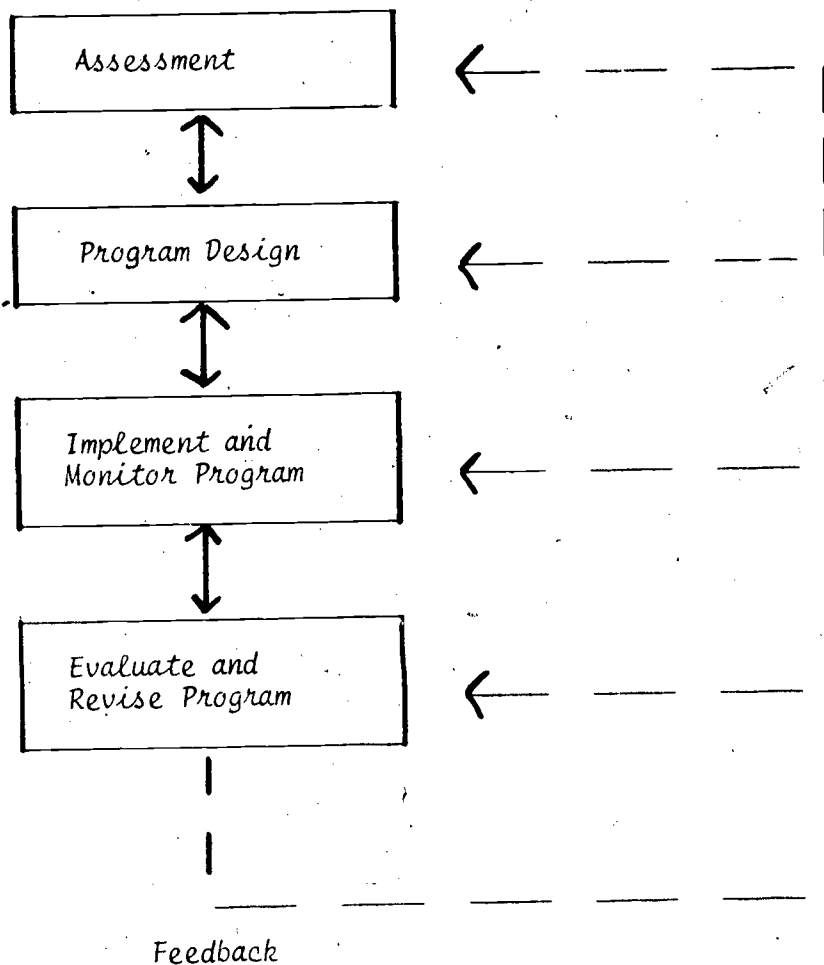 Assessment
Program Design
Implement and
Monitor Program
Evaluate and
Revise Program
Feedback